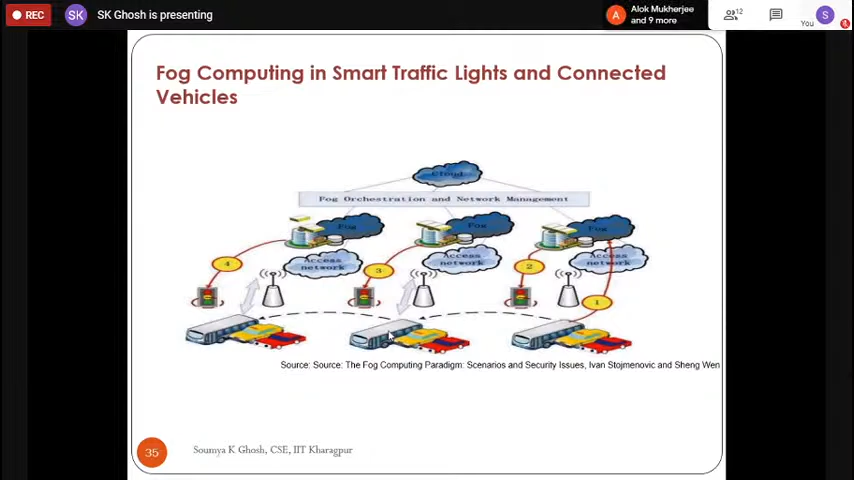 REC
SK
SK Ghosh is presenting
A
Alok Mukherjee
and 9 more
12
You
S
Fog Computing in Smart Traffic Lights and Connected
Vehicles
Cloud
Fog Orchestration and Network Management
Fog
Fog
Fog
Access
network
Access
network
Access
network
4
3
2
1
Source: Source: The Fog Computing Paradigm: Scenarios and Security Issues, Ivan Stojmenovic and Sheng Wen
35
Soumya K Ghosh, CSE, IIT Kharagpur